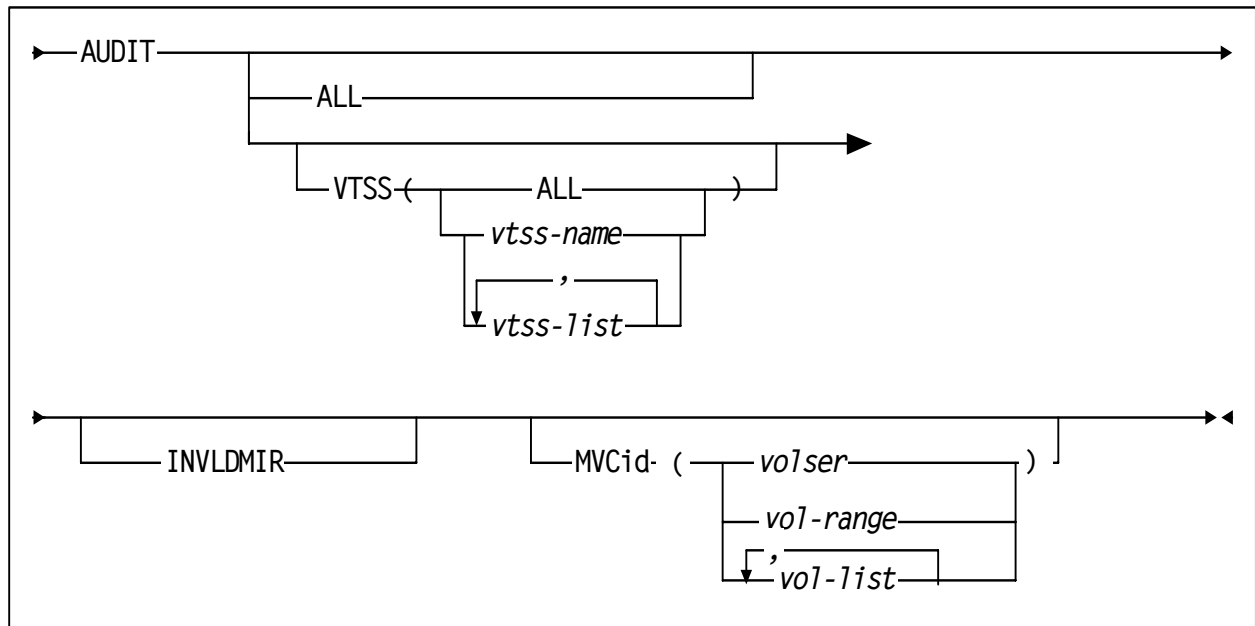 AUDIT
ALL
VTSS ( ALL )
vtss-name
,
vtss-list
INVLDMIR
MVCid ( volser )
vol-range
,
vol-list